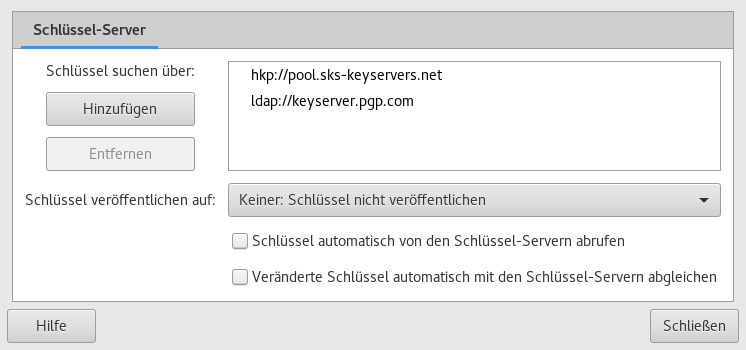 Schlüssel-Server
Schlüssel suchen über:
hkp://pool.sks-keyservers.net
ldap://keyserver.pgp.com
Hinzufügen
Entfernen
Schlüssel veröffentlichen auf:
Keiner: Schlüssel nicht veröffentlichen
Schlüssel automatisch von den Schlüssel-Servern abrufen
Veränderte Schlüssel automatisch mit den Schlüssel-Servern abgleichen
Hilfe
Schließen